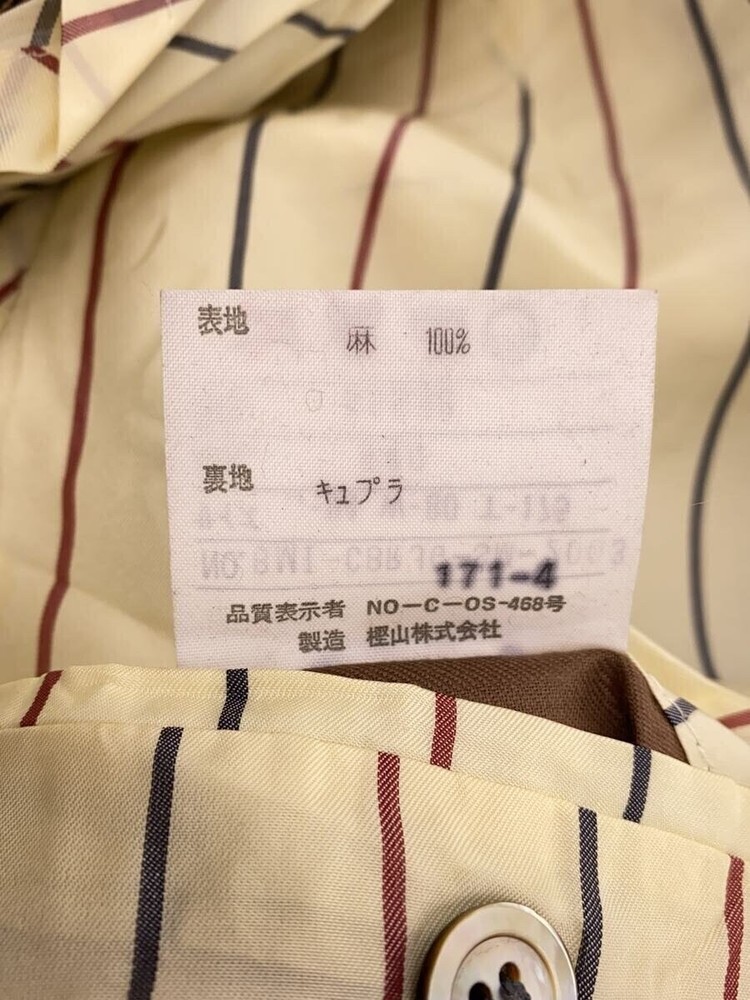 表地
麻 100%
裏地
キュプラ
171-4
品質表示者 NO-C-OS-468号
製造 樫山株式会社